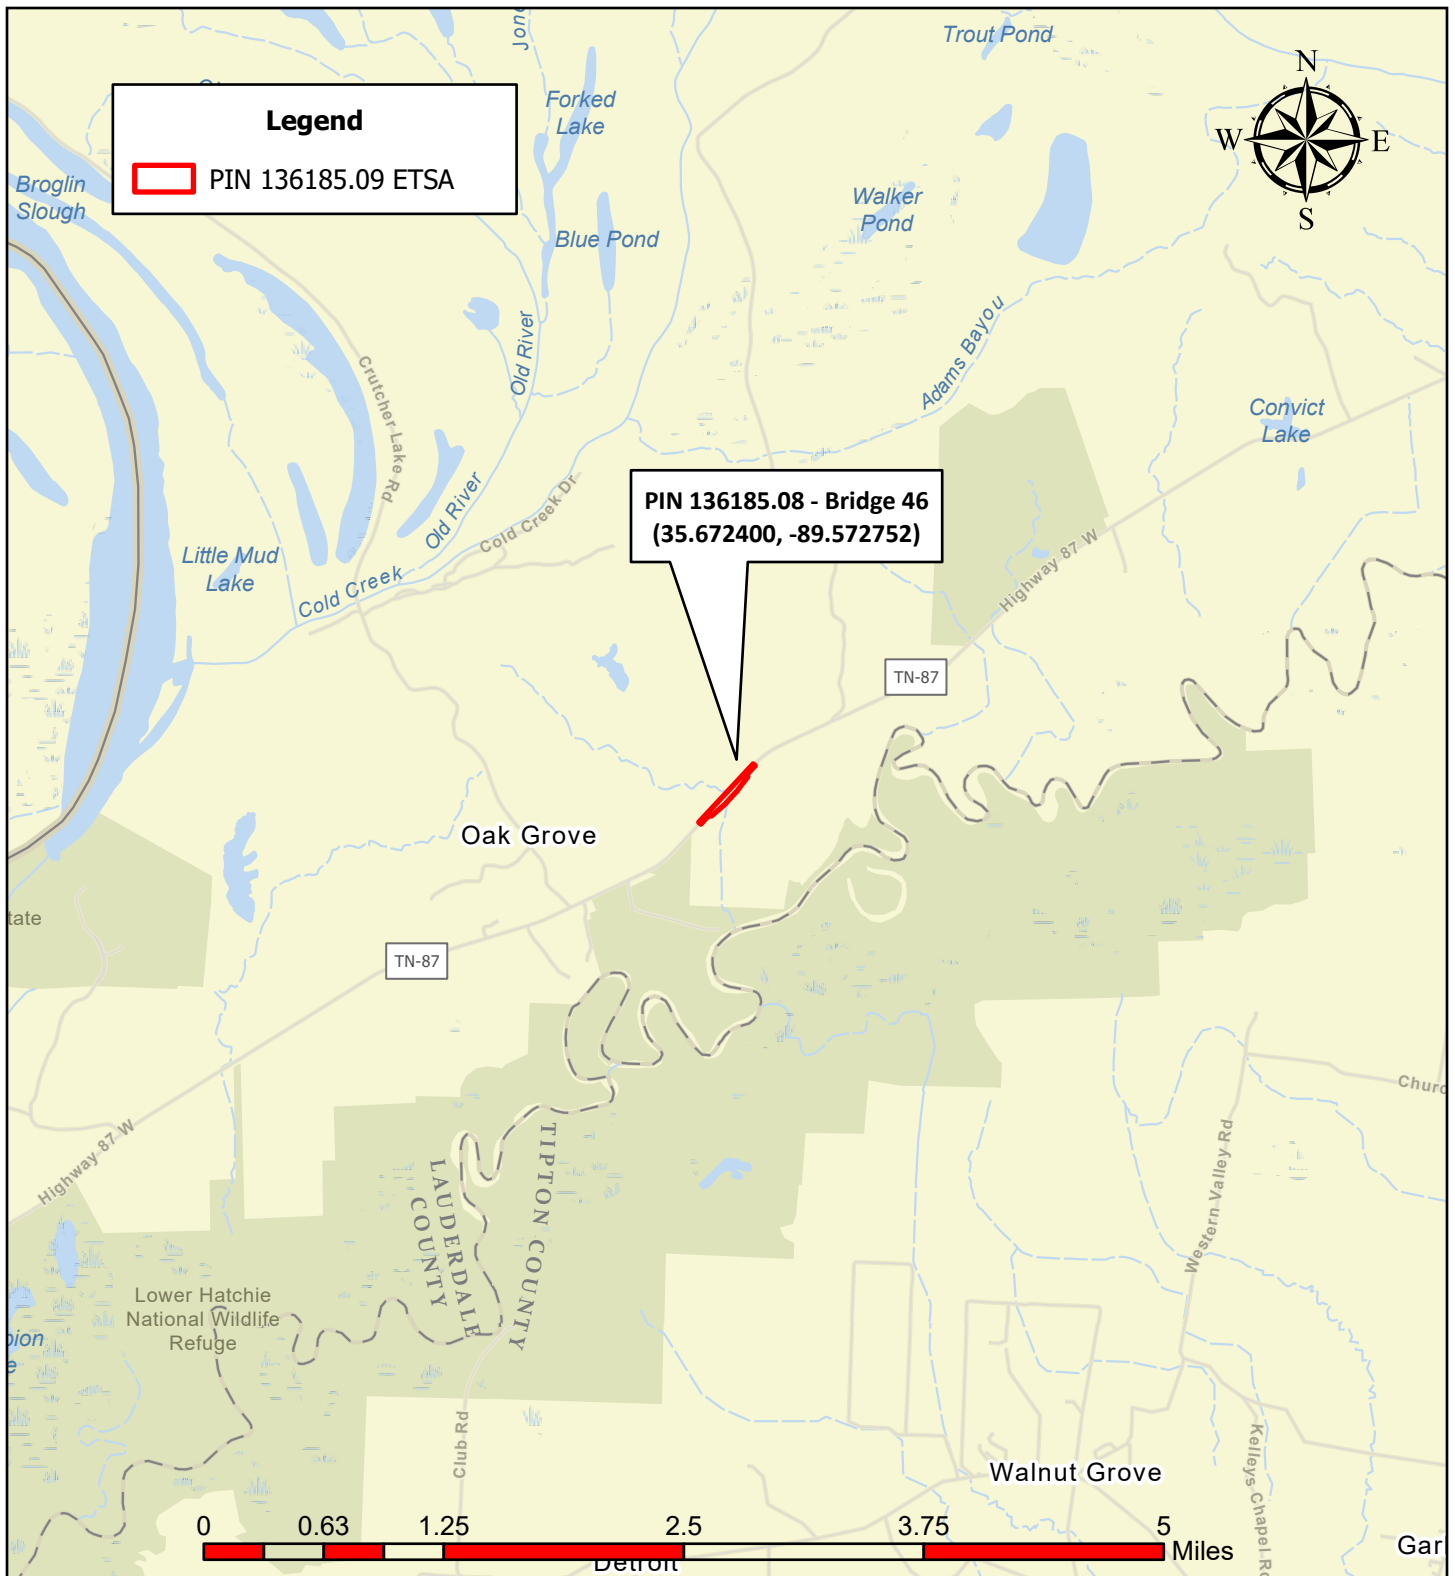 Trout Pond
N
W
E
S
Legend
PIN 136185.09 ETSA
Forked
Lake
Broglin
Slough
Walker
Pond
Blue Pond
Old River
Adams Bayou
Crutcher Lake Rd
Convict
Lake
PIN 136185.08 - Bridge 46
(35.672400, -89.572752)
Old River
Cold Creek Dr
Little Mud
Lake
Cold Creek
Highway 87 W
TN-87
Oak Grove
TN-87
Highway 87 W
LAUDERDALE
COUNTY
TIPTON COUNTY
Western Valley Rd
Lower Hatchie
National Wildlife
Refuge
Club Rd
Walnut Grove
Kelleys Chapel Rd
0 0.63 1.25 2.5 3.75 5
Miles
Detroit
Gar